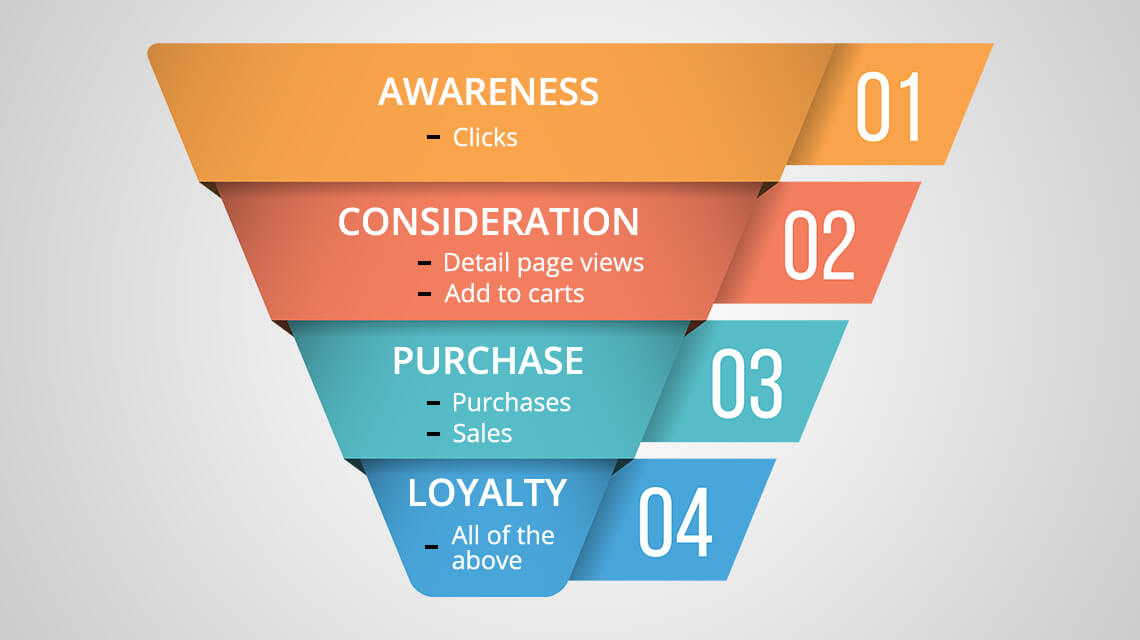 AWARENESS
- Clicks
01
CONSIDERATION
- Detail page views
- Add to carts
02
PURCHASE
- Purchases
- Sales
03
LOYALTY
- All of the
above
04